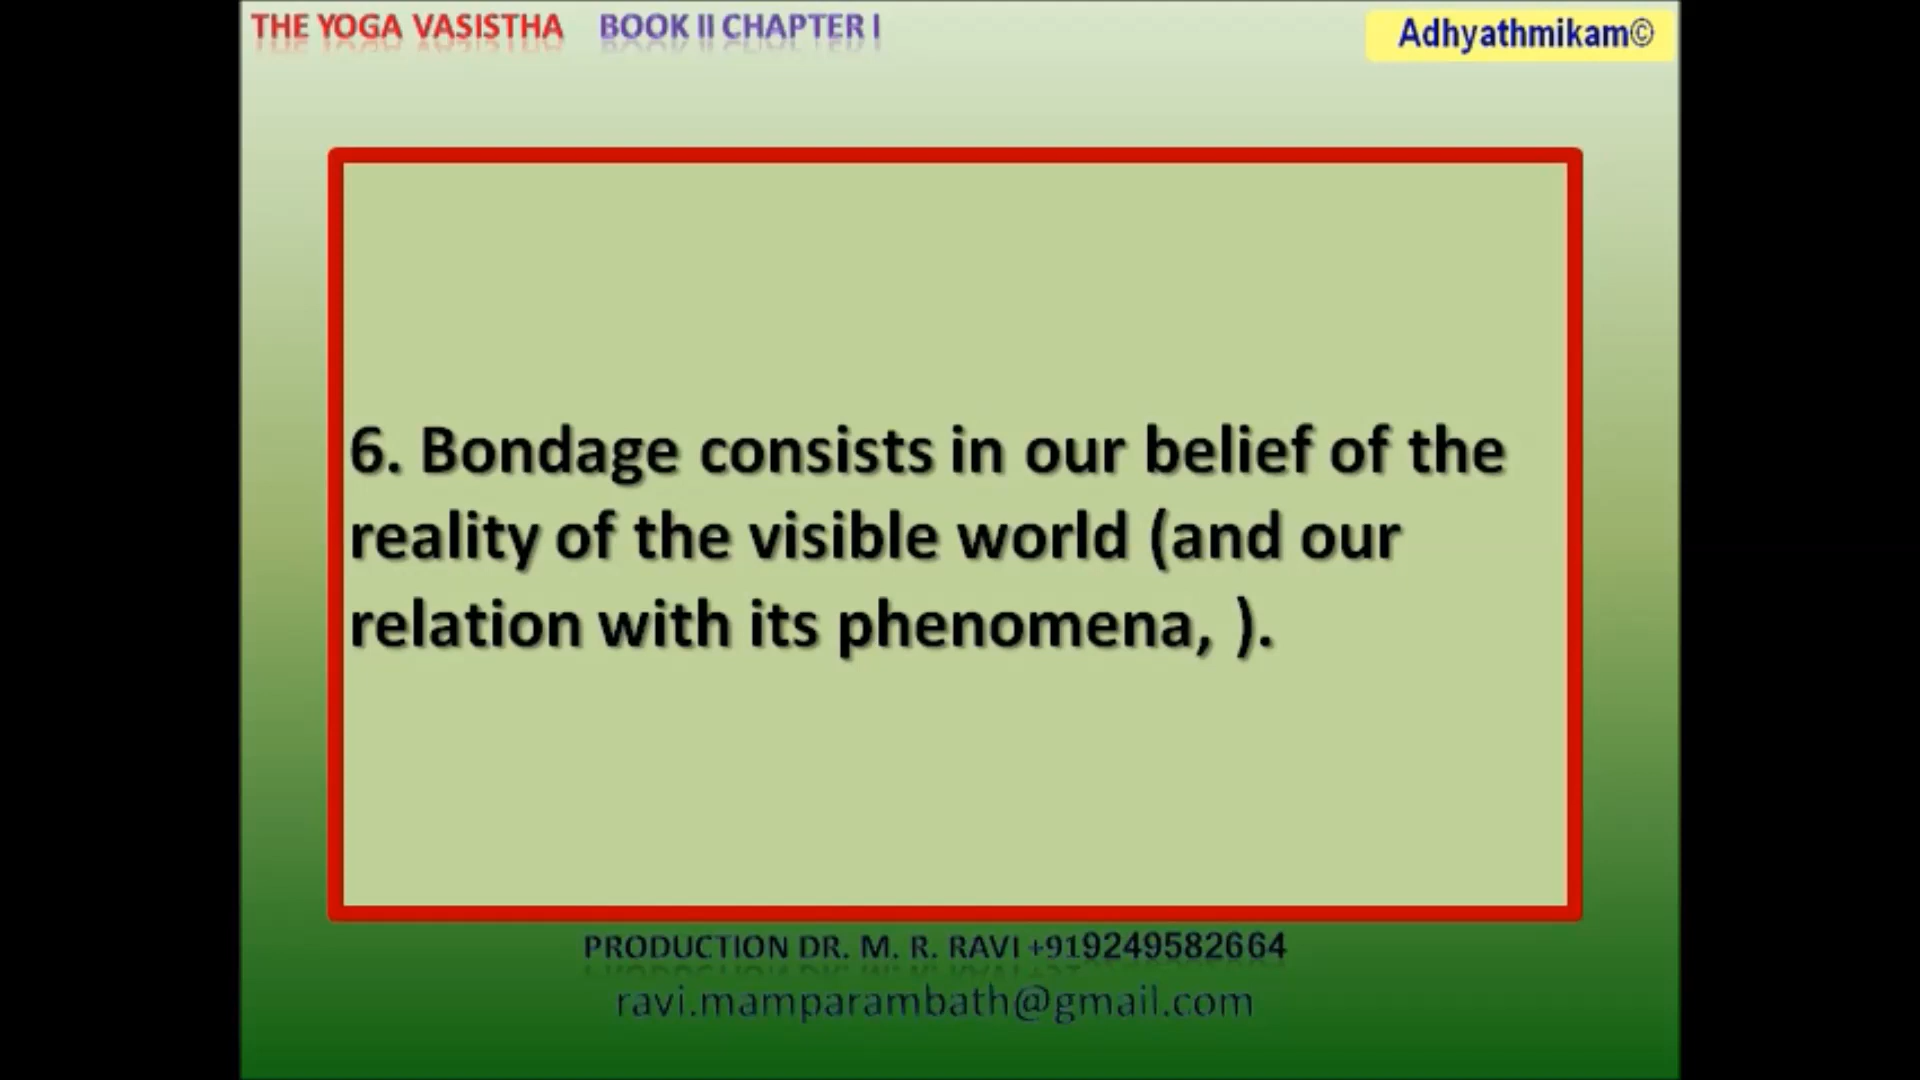 THE YOGA VASISTHA BOOK II CHAPTER I
Adhyathmikam©
6. Bondage consists in our belief of the
reality of the visible world (and our
relation with its phenomena, ).
PRODUCTION DR. M. R. RAVI +919249582664
ravi.mamparambath@gmail.com